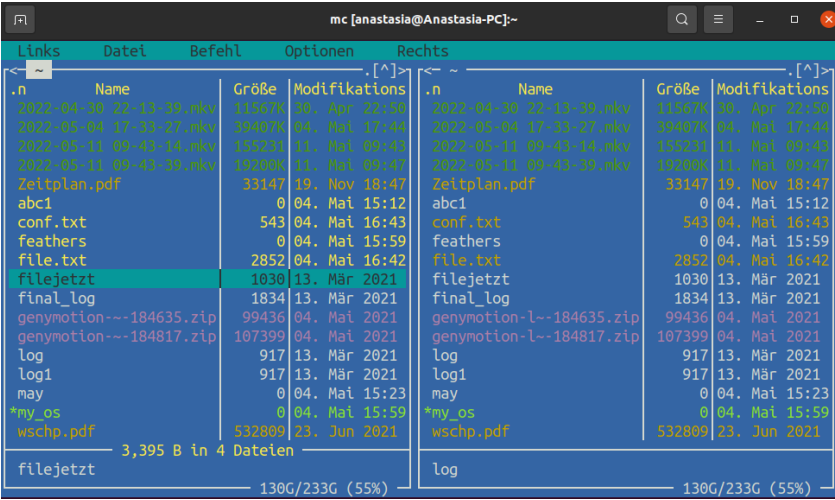 mc [anastasia@Anastasia-PC]:~
Links Datei Befehl Optionen Rechts
<- ~ .[^]> <- ~ .[^]>
.n Name Größe Modifikations .n Name Größe Modifikations
2022-04-30 22-13-39.mkv 11567K 30. Apr 22:50 2022-04-30 22-13-39.mkv 11567K 30. Apr 22:50
2022-05-04 17-33-27.mkv 39407K 04. Mai 17:44 2022-05-04 17-33-27.mkv 39407K 04. Mai 17:44
2022-05-11 09-43-14.mkv 155231 11. Mai 09:43 2022-05-11 09-43-14.mkv 155231 11. Mai 09:43
2022-05-11 09-43-39.mkv 19200K 11. Mai 09:47 2022-05-11 09-43-39.mkv 19200K 11. Mai 09:47
Zeitplan.pdf 33147 19. Nov 18:47 Zeitplan.pdf 33147 19. Nov 18:47
abc1 0 04. Mai 15:12 abc1 0 04. Mai 15:12
conf.txt 543 04. Mai 16:43 conf.txt 543 04. Mai 16:43
feathers 0 04. Mai 15:59 feathers 0 04. Mai 15:59
file.txt 2852 04. Mai 16:42 file.txt 2852 04. Mai 16:42
filejetzt 1030 13. Mär 2021 filejetzt 1030 13. Mär 2021
final_log 1834 13. Mär 2021 final_log 1834 13. Mär 2021
genymotion-~-184635.zip 99436 04. Mai 2021 genymotion-l~-184635.zip 99436 04. Mai 2021
genymotion-~-184817.zip 107399 04. Mai 2021 genymotion-l~-184817.zip 107399 04. Mai 2021
log 917 13. Mär 2021 log 917 13. Mär 2021
log1 917 13. Mär 2021 log1 917 13. Mär 2021
may 0 04. Mai 15:23 may 0 04. Mai 15:23
*my_os 0 04. Mai 15:59 *my_os 0 04. Mai 15:59
wschp.pdf 532809 23. Jun 2021 wschp.pdf 532809 23. Jun 2021
3,395 B in 4 Dateien
filejetzt log
130G/233G (55%) 130G/233G (55%)